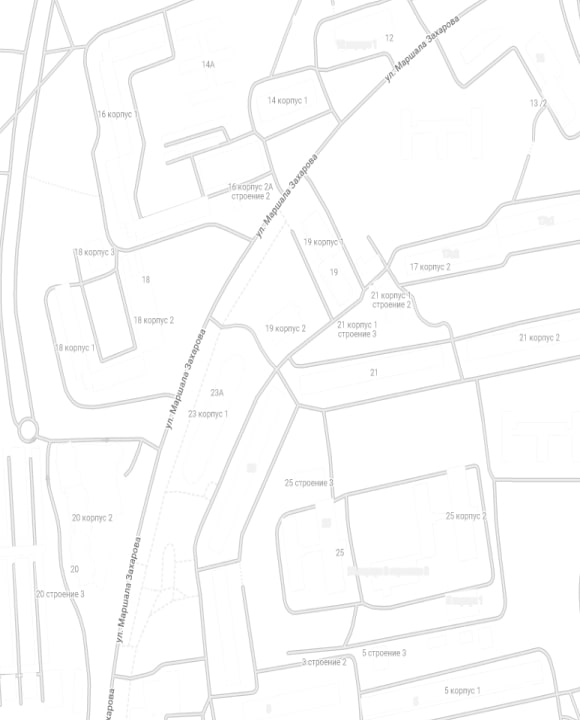 12
ул. Маршала Захарова
14А
14 корпус 1
13 /2
16 корпус 1
16 корпус 2А
строение 2
ул. Маршала Захарова
19 корпус 1
18 корпус 3
17 корпус 2
19
18
21 корпус 1
строение 2
18 корпус 2
19 корпус 2
21 корпус 1
строение 3
21 корпус 2
18 корпус 1
ул. Маршала Захарова
21
23А
23 корпус 1
25 строение 3
20 корпус 2
25 корпус 2
25
20
ул. Маршала Захарова
20 строение 3
5 строение 3
3 строение 2
5 корпус 1